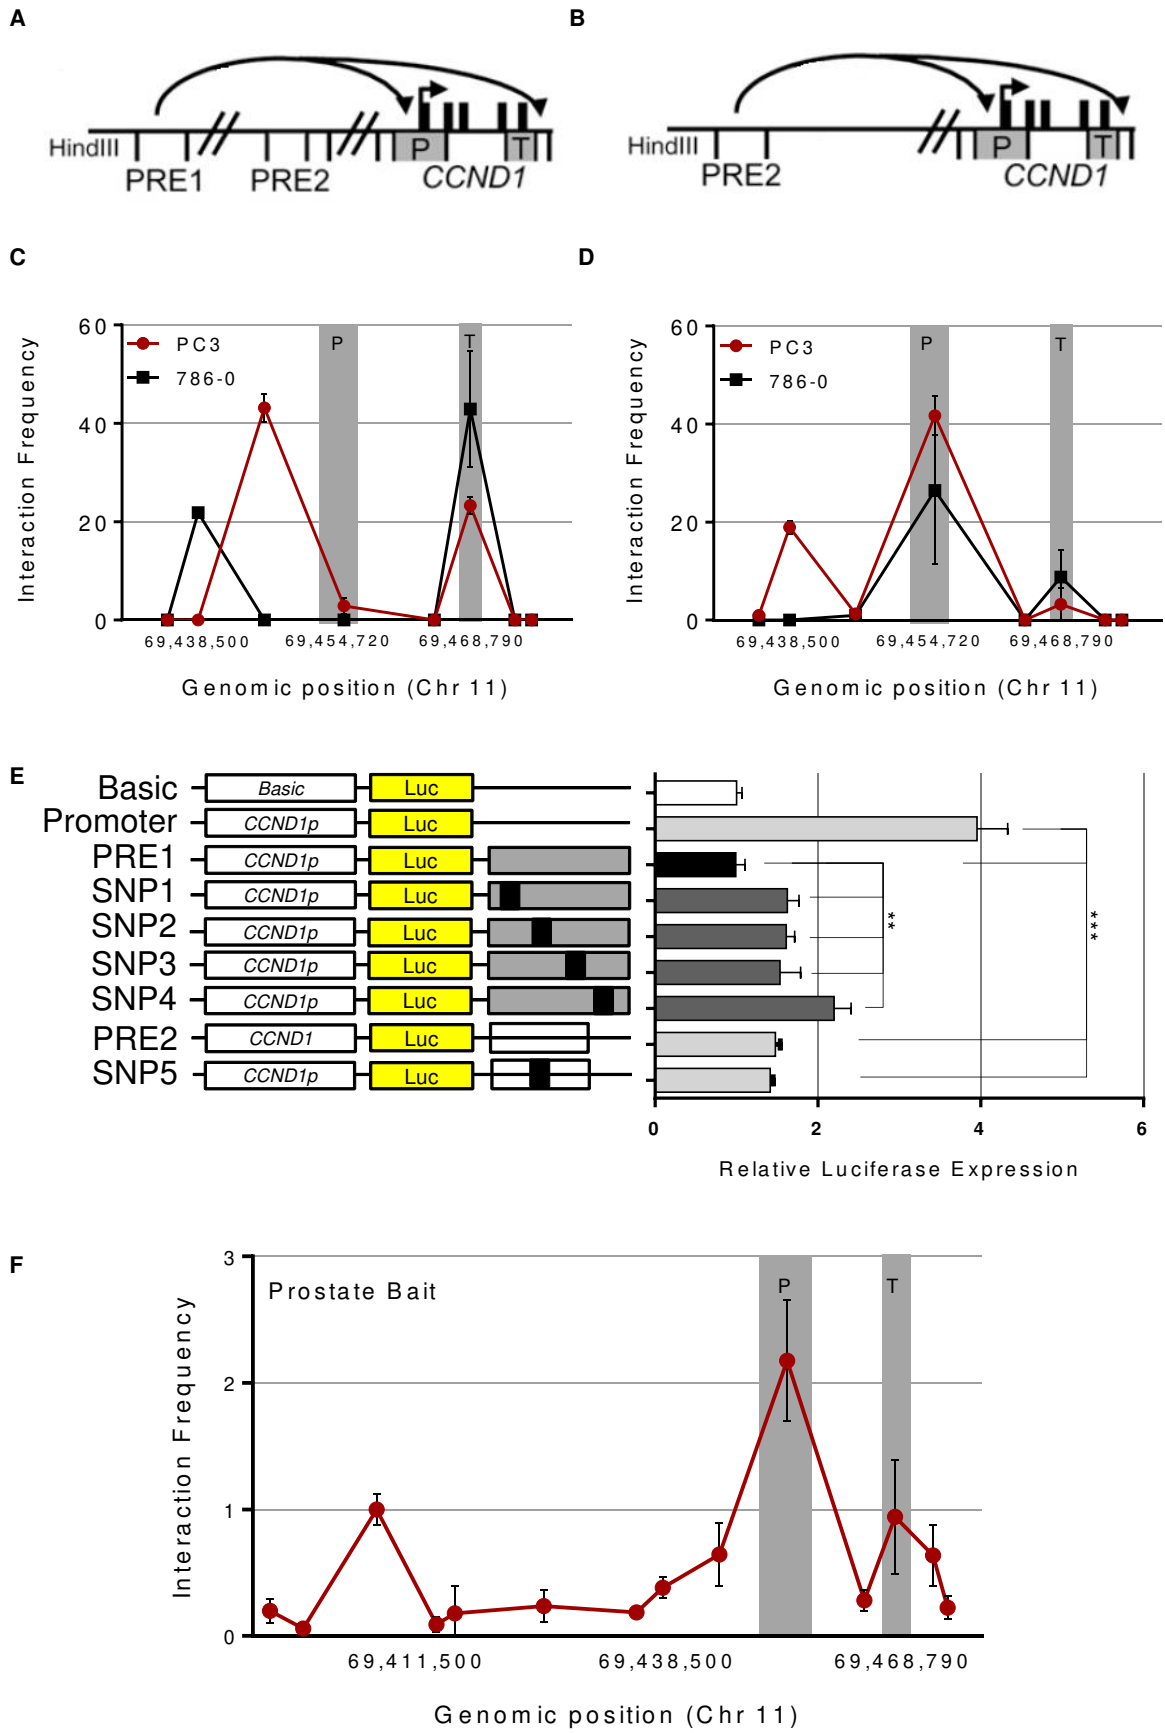 A
B
HindIII
PRE1
PRE2
P
T
CCND1
HindIII
PRE2
P
T
CCND1
C
D
60
40
20
0
Interaction Frequency
PC3
786-0
P
T
69,438,500
69,454,720
69,468,790
Genomic position (Chr 11)
60
40
20
0
Interaction Frequency
PC3
786-0
P
T
69,438,500
69,454,720
69,468,790
Genomic position (Chr 11)
E
Basic Basic Luc
Promoter CCND1p Luc
PRE1 CCND1p Luc
SNP1 CCND1p Luc
SNP2 CCND1p Luc
SNP3 CCND1p Luc
SNP4 CCND1p Luc
PRE2 CCND1 Luc
SNP5 CCND1p Luc
**
***
0 2 4 6
Relative Luciferase Expression
F
3
2
1
0
Interaction Frequency
Prostate Bait
P
T
69,411,500
69,438,500
69,468,790
Genomic position (Chr 11)